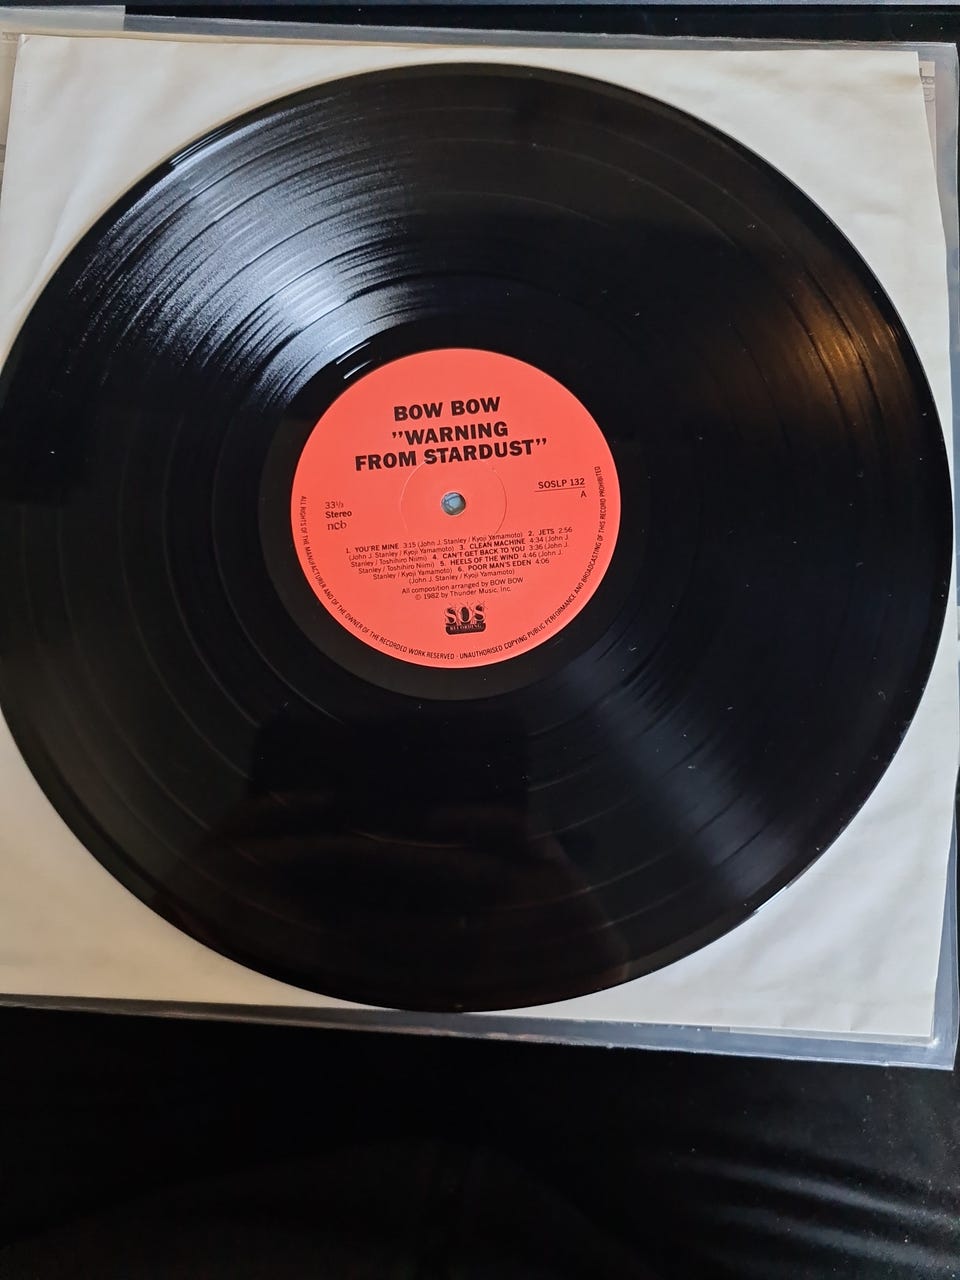 BOW BOW
"WARNING
FROM STARDUST"
SOSLP 132
A
33⅓
Stereo
ncb
1. YOU'RE MINE 3:15 (John J. Stanley / Kyoji Yamamoto) 2. JETS 2:56
(John J. Stanley / Kyoji Yamamoto) 3. CLEAN MACHINE 4:34 (John J.
Stanley / Toshihiro Niimi) 4. CAN'T GET BACK TO YOU 3:36 (John J.
Stanley / Toshihiro Niimi) 5. HEELS OF THE WIND 4:46 (John J.
Stanley / Kyoji Yamamoto) 6. POOR MAN'S EDEN 4:06
(John J. Stanley / Kyoji Yamamoto)
All composition arranged by BOW BOW
© 1982 by Thunder Music, Inc.
SOS
RECORDING
ALL RIGHTS OF THE MANUFACTURER AND OF THE OWNER OF THE RECORDED WORK RESERVED - UNAUTHORISED COPYING PUBLIC PERFORMANCE AND BROADCASTING OF THIS RECORD PROHIBITED